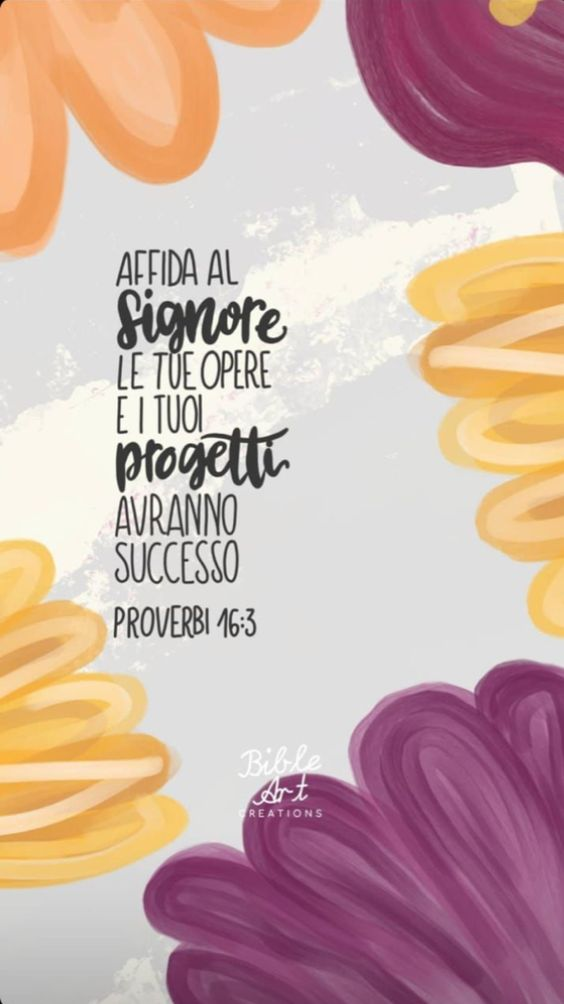 AFFIDA AL
Signore
LE TUE OPERE
E I TUOI
progetti
AVRANNO
SUCCESSO
PROVERBI 16:3
Bible
Art
CREATIONS